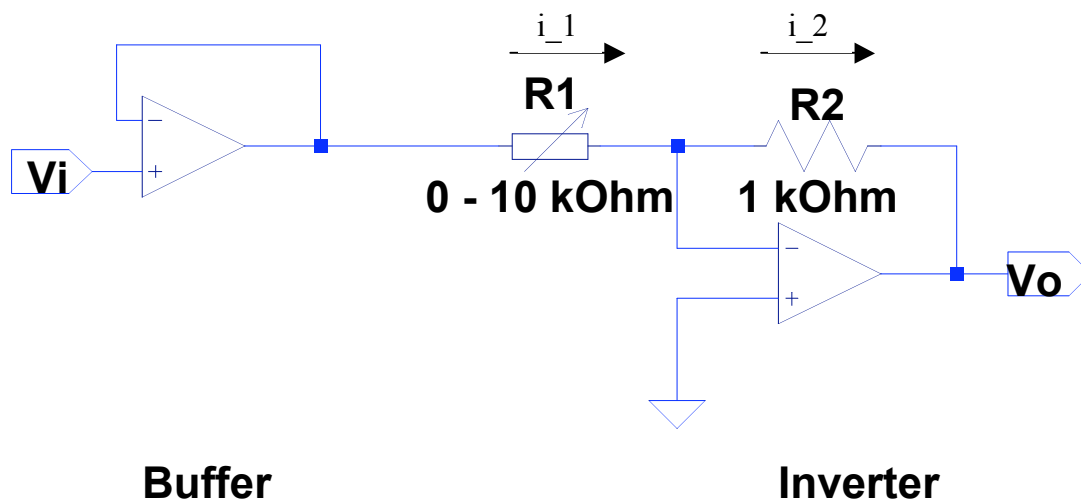 i_1
i_2
R1
R2
Vi
0 - 10 kOhm
1 kOhm
Vo
Buffer
Inverter